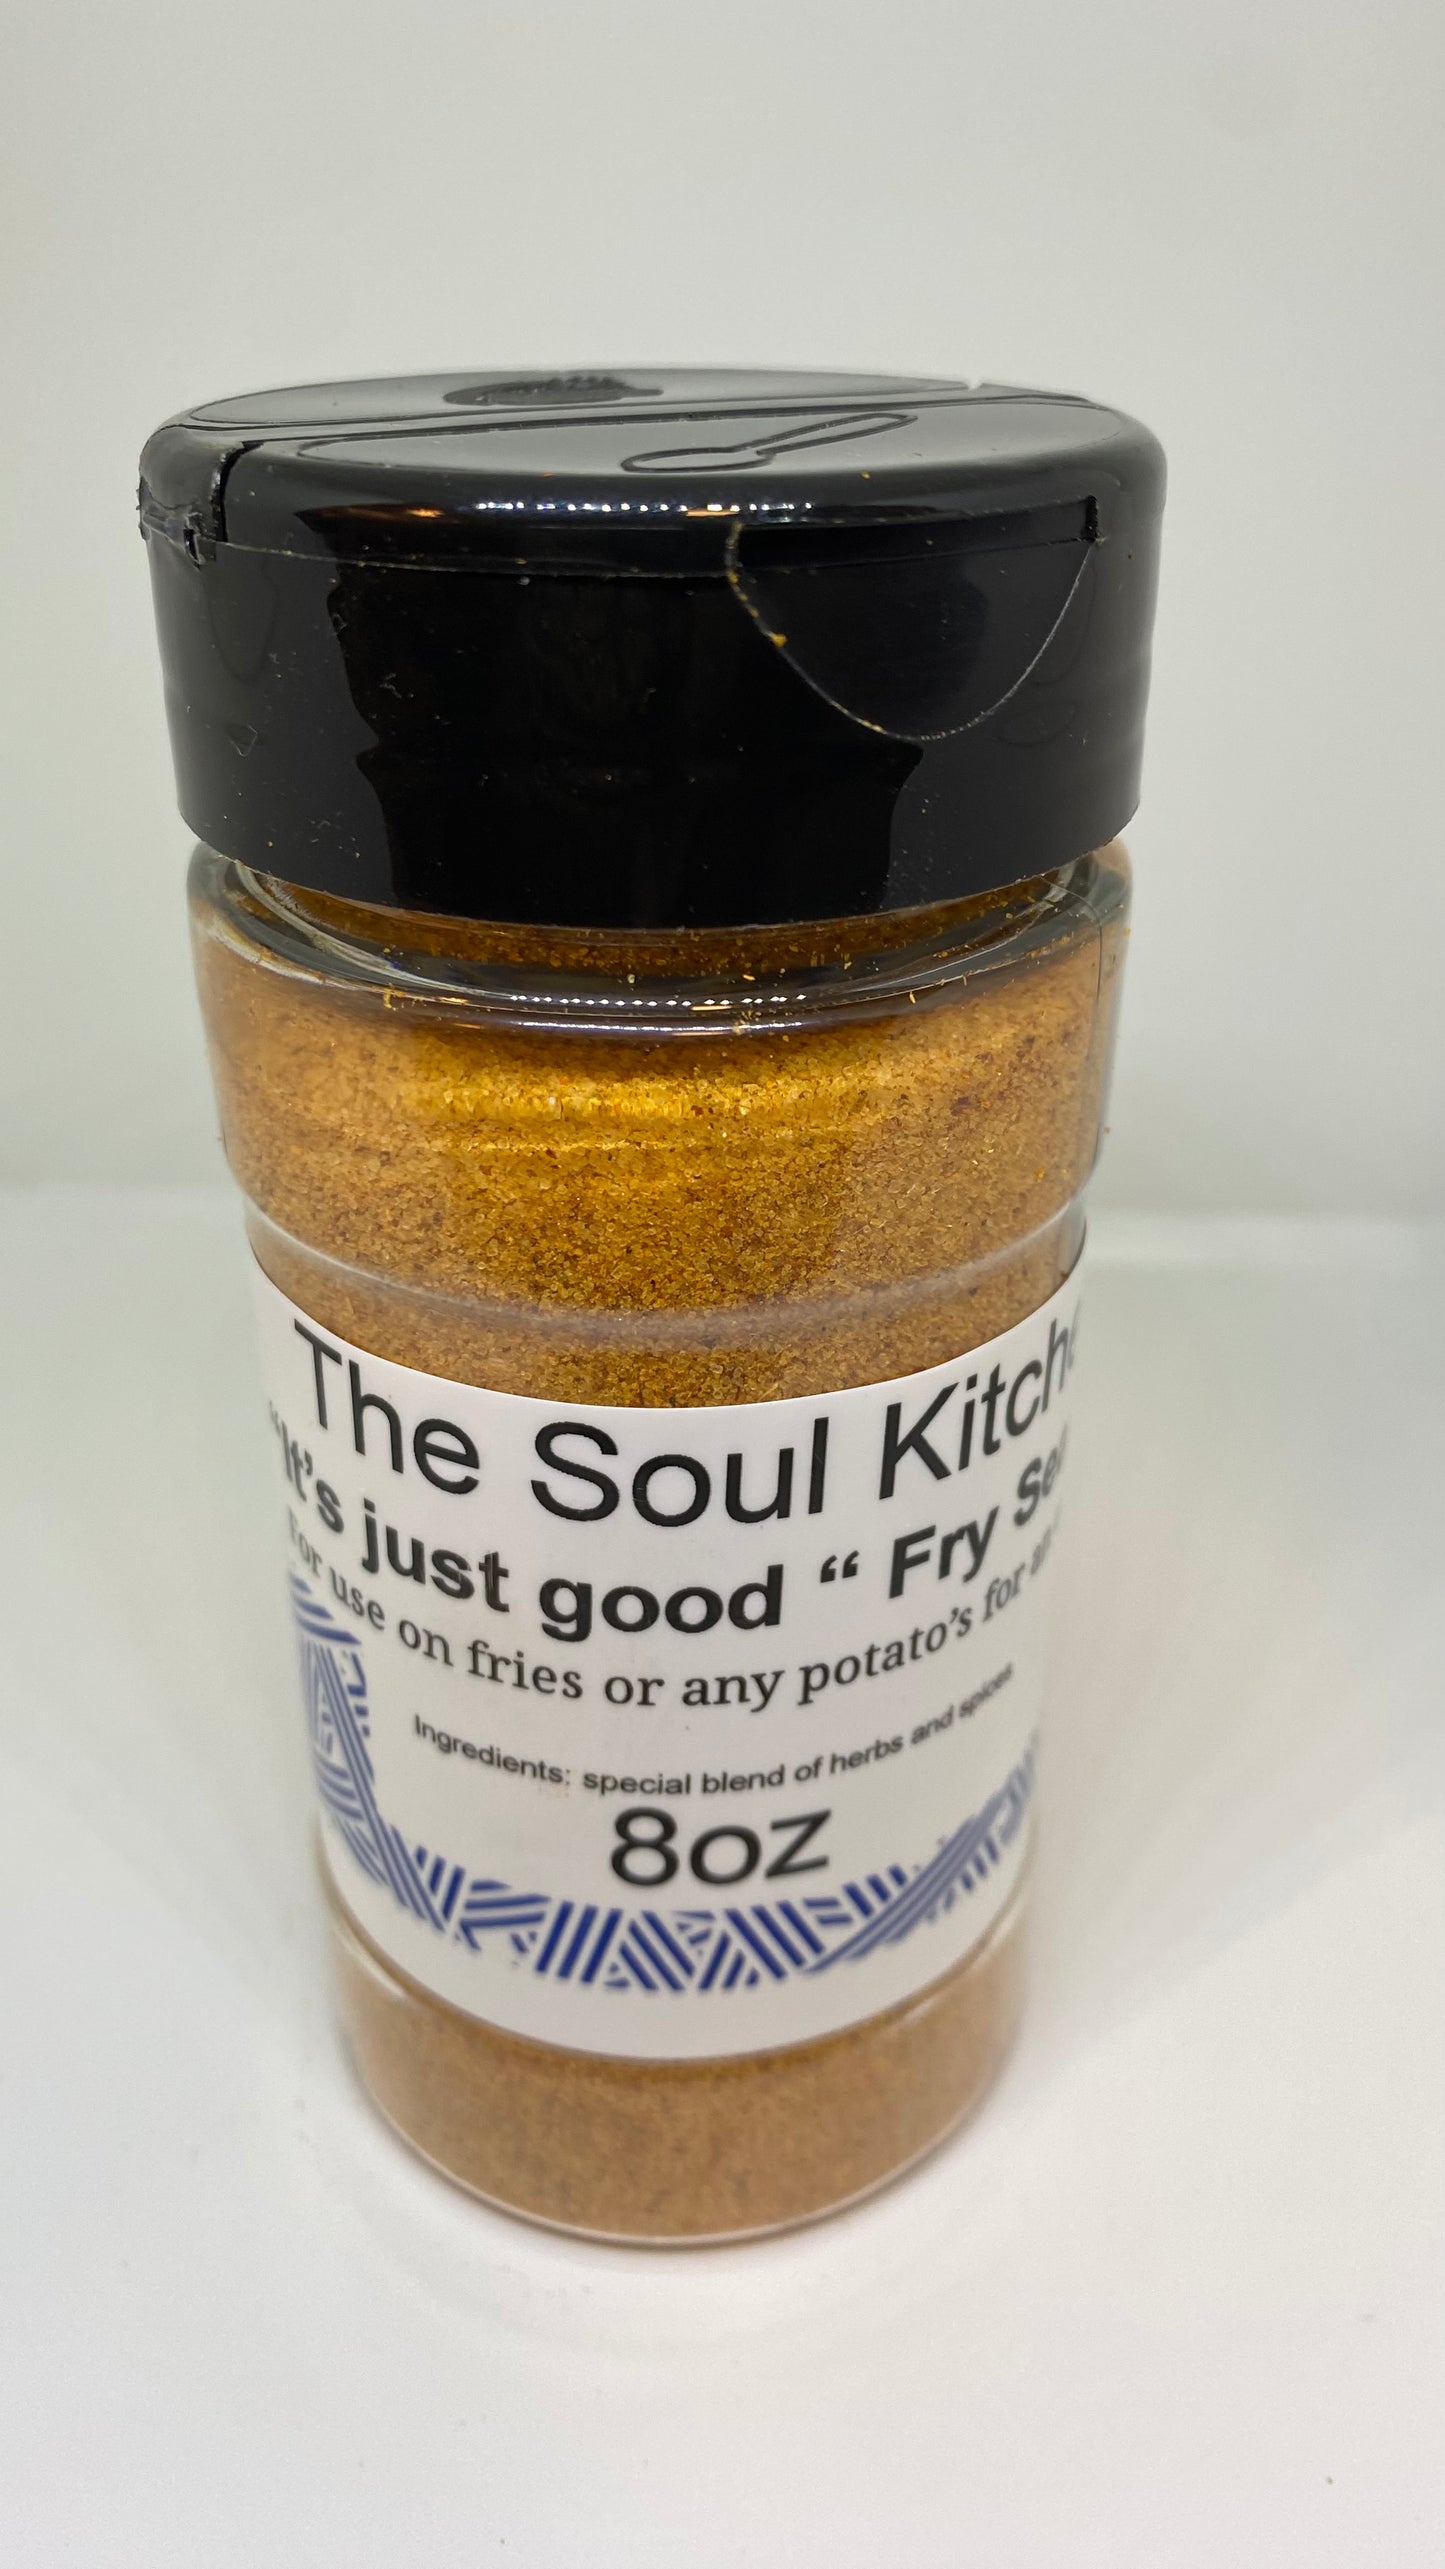 The Soul Kitche
"It's just good “ Fry Se
For use on fries or any potato’s for
Ingredients: special blend of herbs and spices
8oz